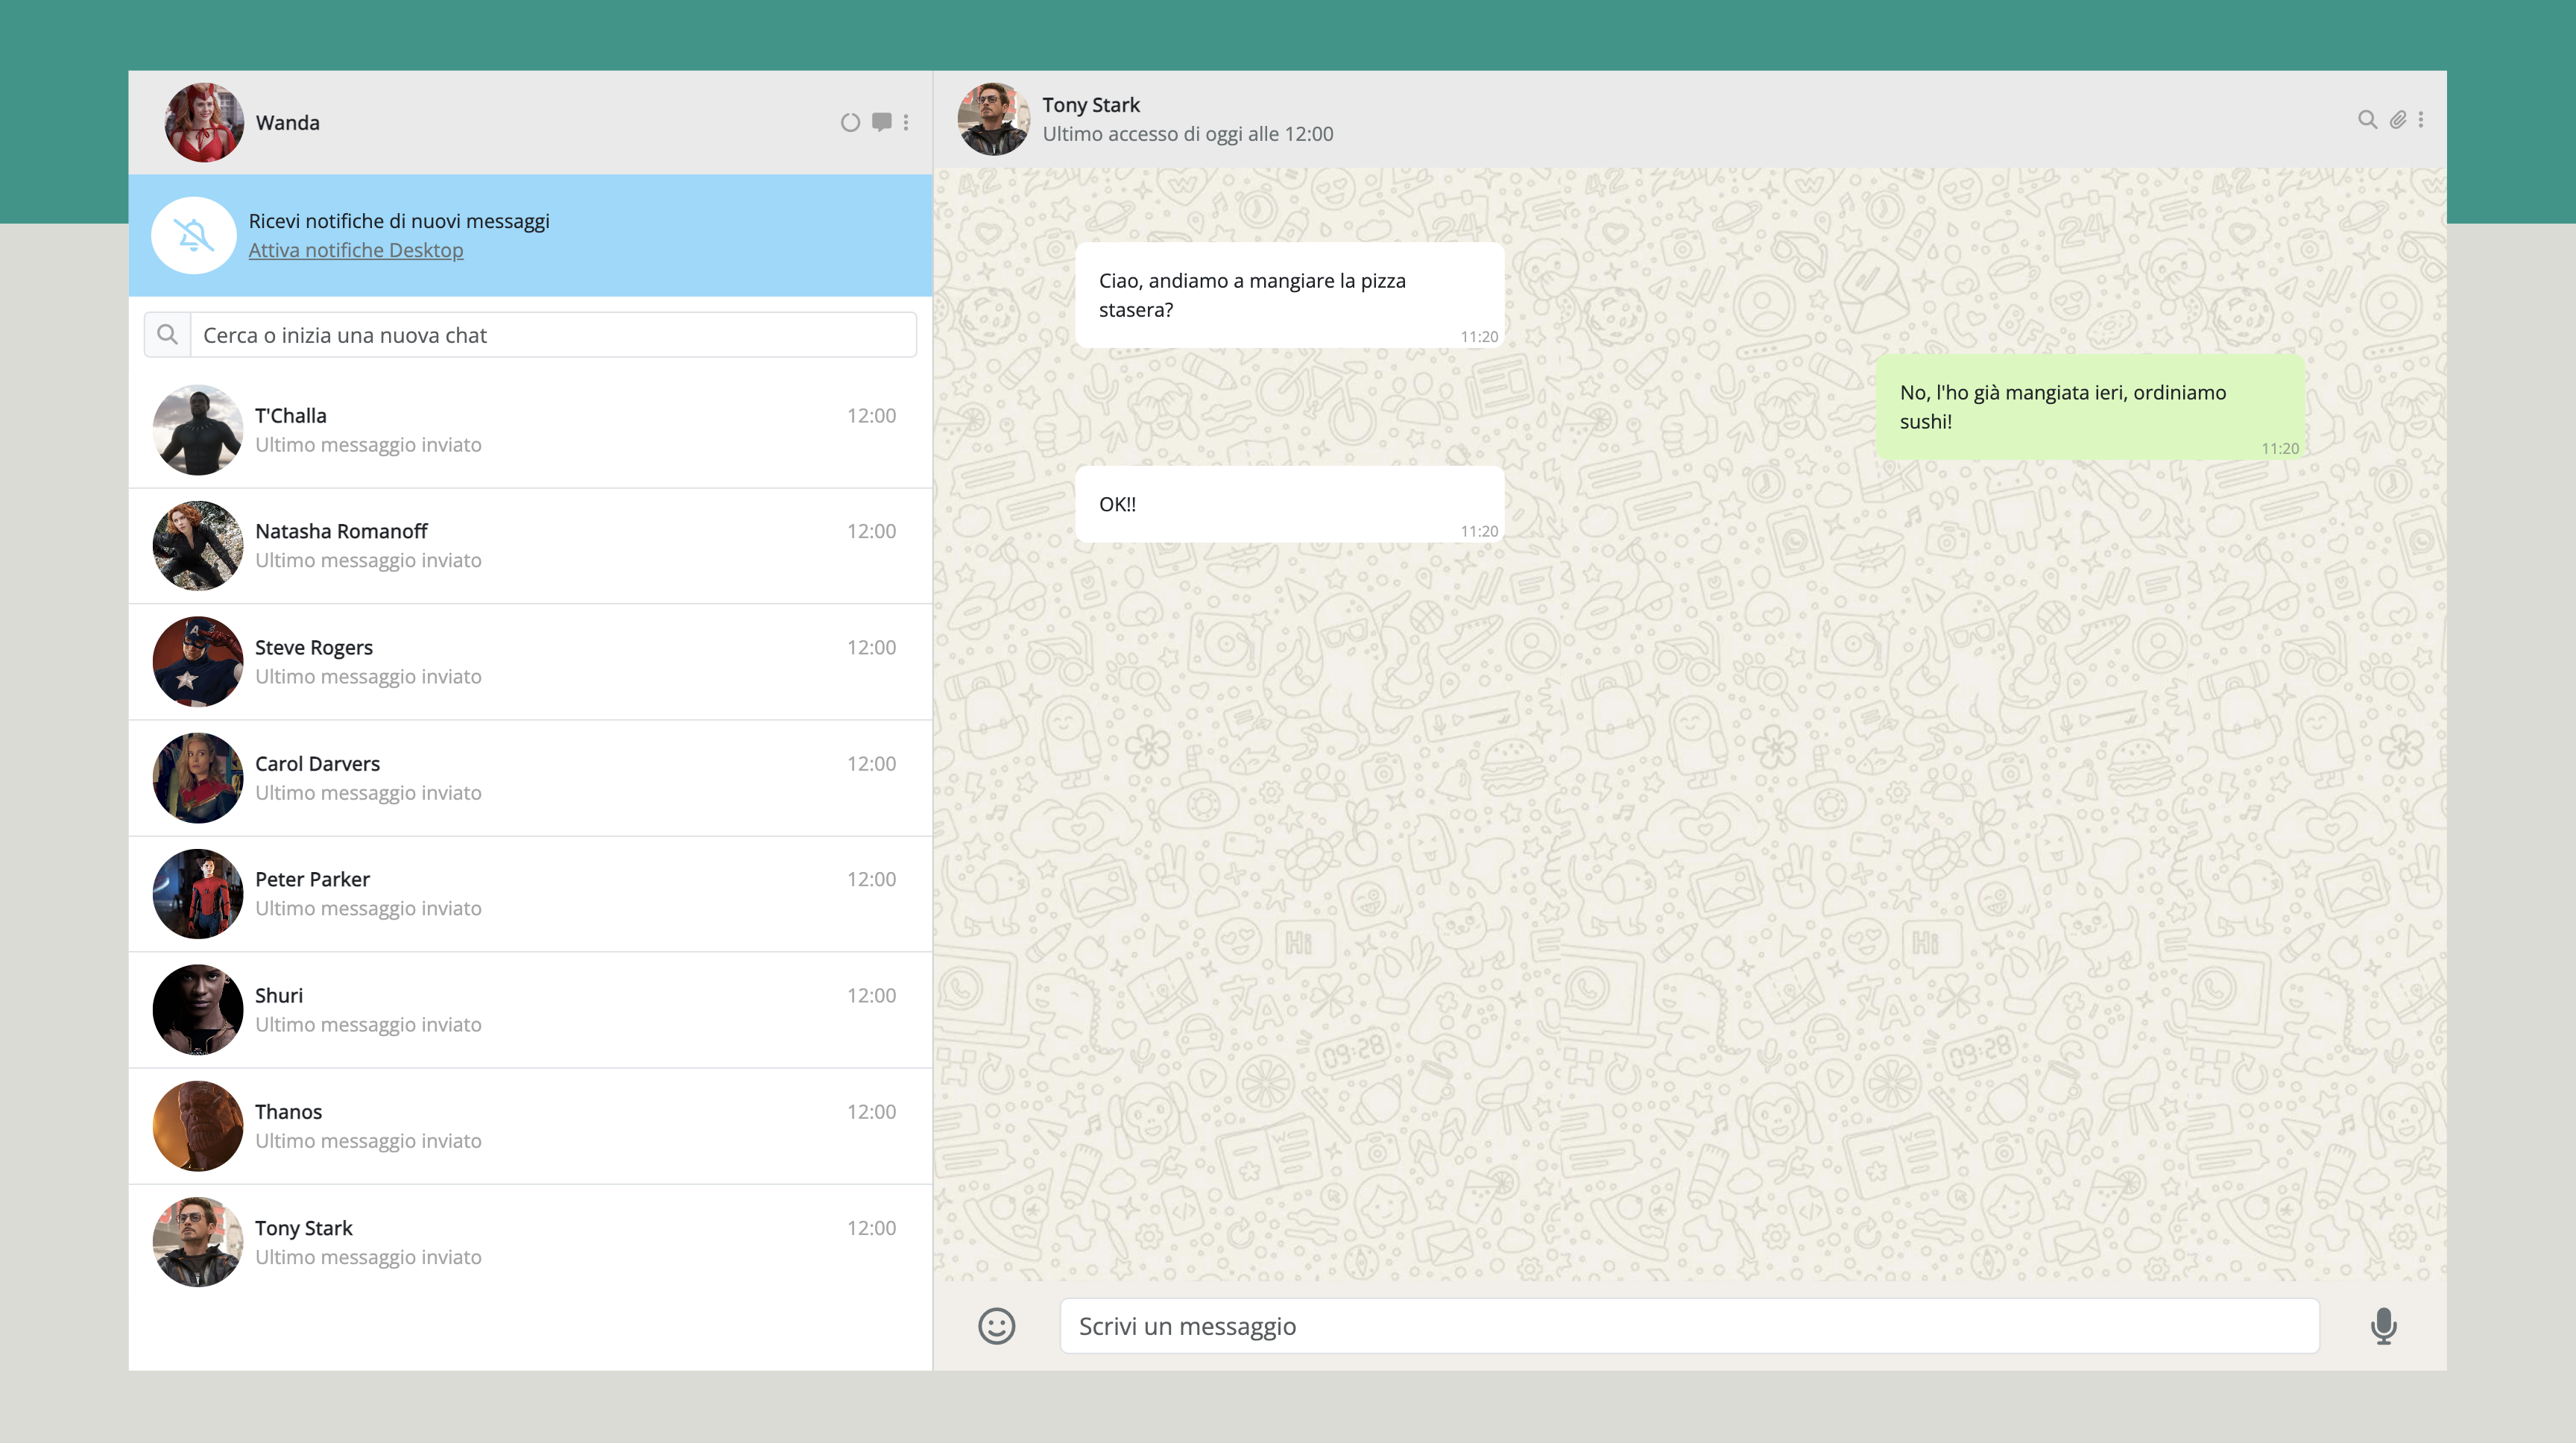 Wanda
Ricevi notifiche di nuovi messaggi
Attiva notifiche Desktop
Cerca o inizia una nuova chat
T'Challa 12:00
Ultimo messaggio inviato
Natasha Romanoff 12:00
Ultimo messaggio inviato
Steve Rogers 12:00
Ultimo messaggio inviato
Carol Darvers 12:00
Ultimo messaggio inviato
Peter Parker 12:00
Ultimo messaggio inviato
Shuri 12:00
Ultimo messaggio inviato
Thanos 12:00
Ultimo messaggio inviato
Tony Stark 12:00
Ultimo messaggio inviato
Tony Stark
Ultimo accesso di oggi alle 12:00
Ciao, andiamo a mangiare la pizza
stasera?
11:20
No, l'ho già mangiata ieri, ordiniamo
sushi!
11:20
OK!!
11:20
Scrivi un messaggio